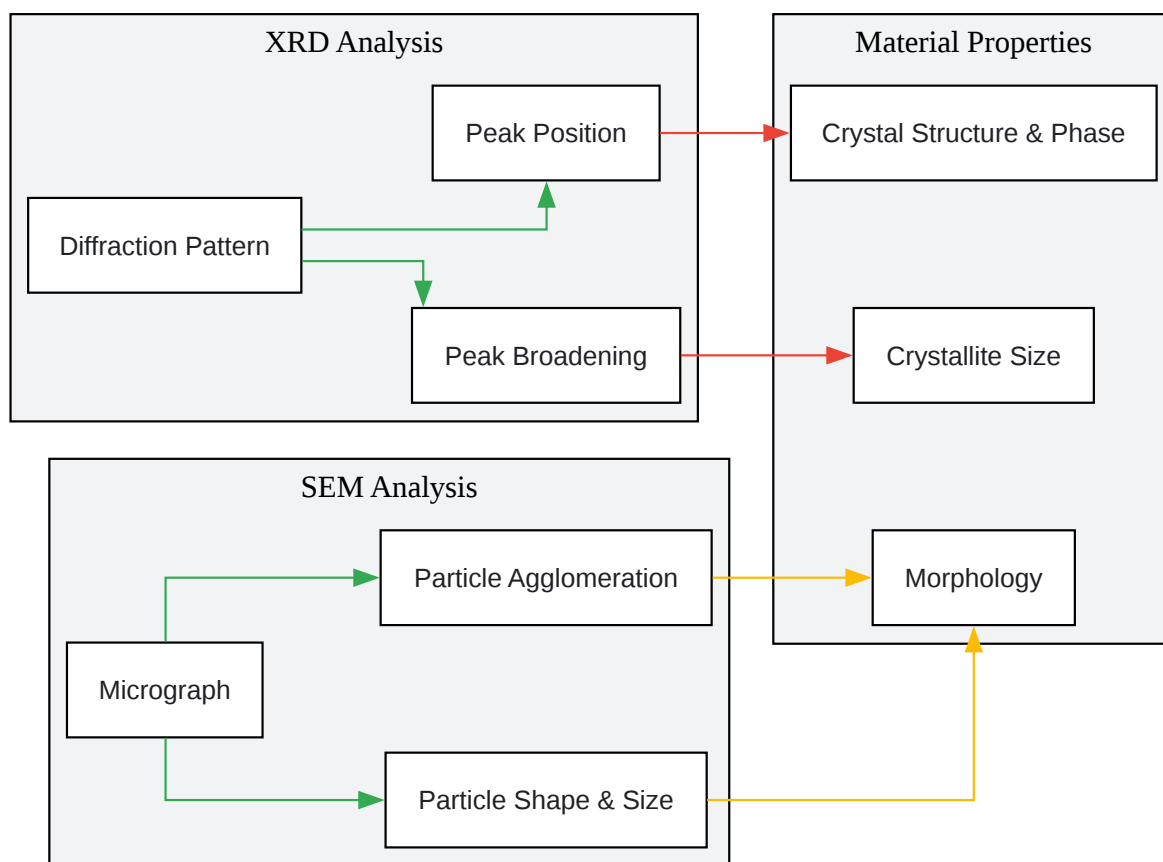 XRD Analysis
Peak Position
Diffraction Pattern
Peak Broadening
Material Properties
Crystal Structure & Phase
Crystallite Size
Morphology
SEM Analysis
Particle Agglomeration
Micrograph
Particle Shape & Size